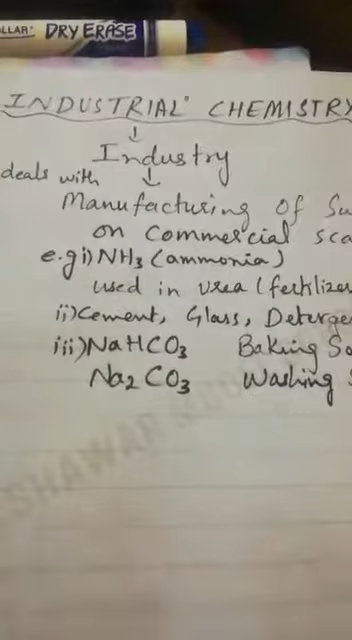 DRY ERASE
INDUSTRIAL CHEMISTRY
Industry
deals with
Manufacturing of
on commercial
e.g i) NH3 (ammonia)
used in urea (fertilizer
ii) Cement, Glass,
iii) NaHCO3 Baking
Na2CO3 Washing